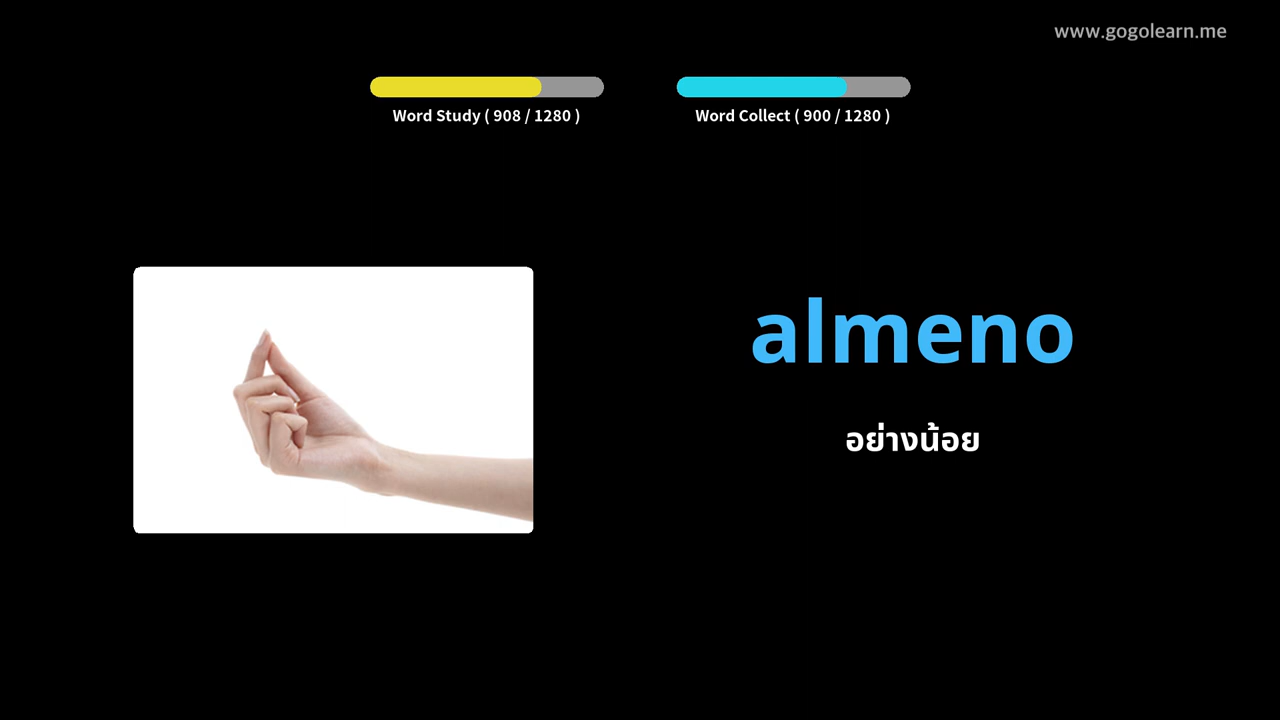 www.gogolearn.me
Word Study ( 908 / 1280 )
Word Collect ( 900 / 1280 )
almeno
อย่างน้อย